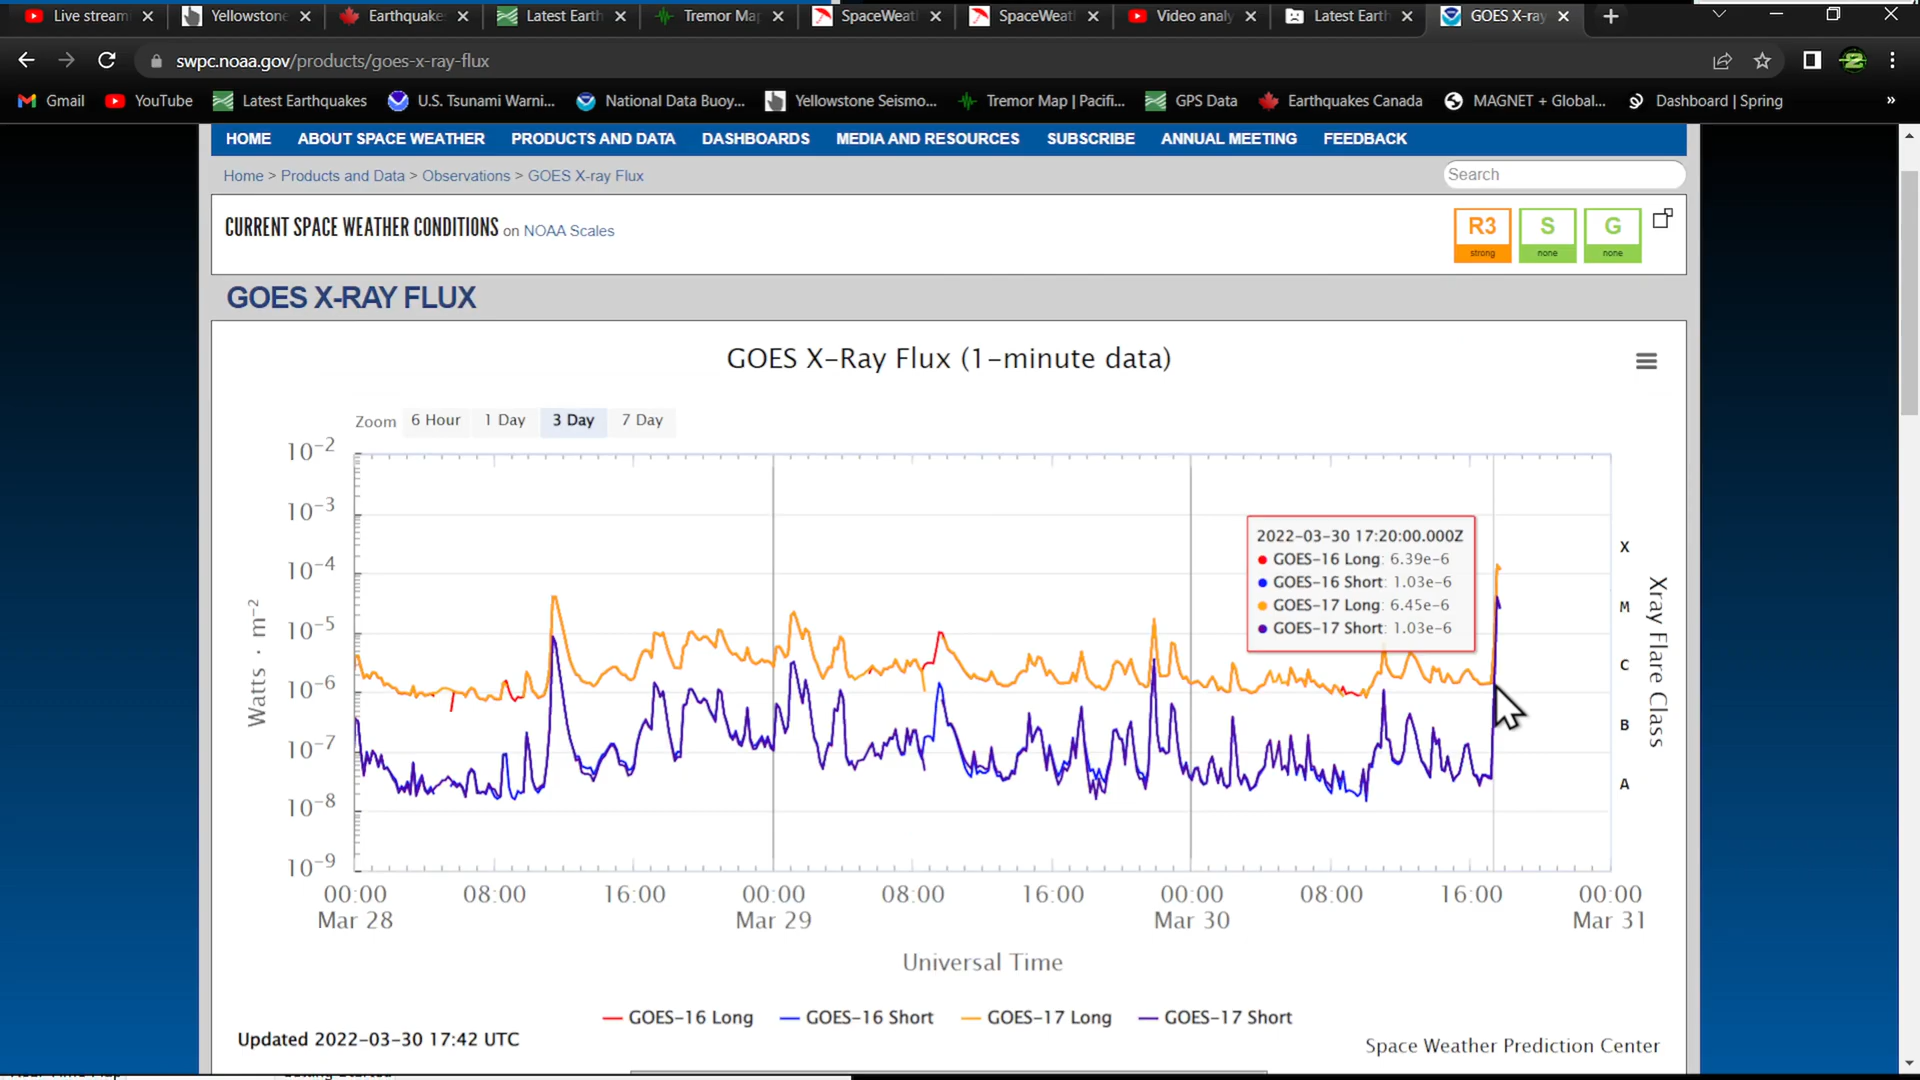 Live stream
Yellowstone
Earthquake
Latest Earth
Tremor Map
SpaceWeat
SpaceWeat
Video analy
Latest Earth
GOES X-ray
swpc.noaa.gov/products/goes-x-ray-flux
Gmail
YouTube
Latest Earthquakes
U.S. Tsunami Warni...
National Data Buoy...
Yellowstone Seismo...
Tremor Map | Pacifi...
GPS Data
Earthquakes Canada
MAGNET + Global...
Dashboard | Spring
»
HOME ABOUT SPACE WEATHER PRODUCTS AND DATA DASHBOARDS MEDIA AND RESOURCES SUBSCRIBE ANNUAL MEETING FEEDBACK
Home > Products and Data > Observations > GOES X-ray Flux
Search
CURRENT SPACE WEATHER CONDITIONS on NOAA Scales
R3 S G
strong none none
GOES X-RAY FLUX
GOES X-Ray Flux (1-minute data)
Zoom 6 Hour 1 Day 3 Day 7 Day
10⁻²
10⁻³
10⁻⁴
10⁻⁵
10⁻⁶
10⁻⁷
10⁻⁸
10⁻⁹
Watts · m⁻²
2022-03-30 17:20:00.000Z
GOES-16 Long: 6.39e-6
GOES-16 Short: 1.03e-6
GOES-17 Long: 6.45e-6
GOES-17 Short: 1.03e-6
X
M
C
B
A
Xray Flare Class
00:00 08:00 16:00 00:00 08:00 16:00 00:00 08:00 16:00 00:00
Mar 28 Mar 29 Mar 30 Mar 31
Universal Time
GOES-16 Long GOES-16 Short GOES-17 Long GOES-17 Short
Updated 2022-03-30 17:42 UTC
Space Weather Prediction Center